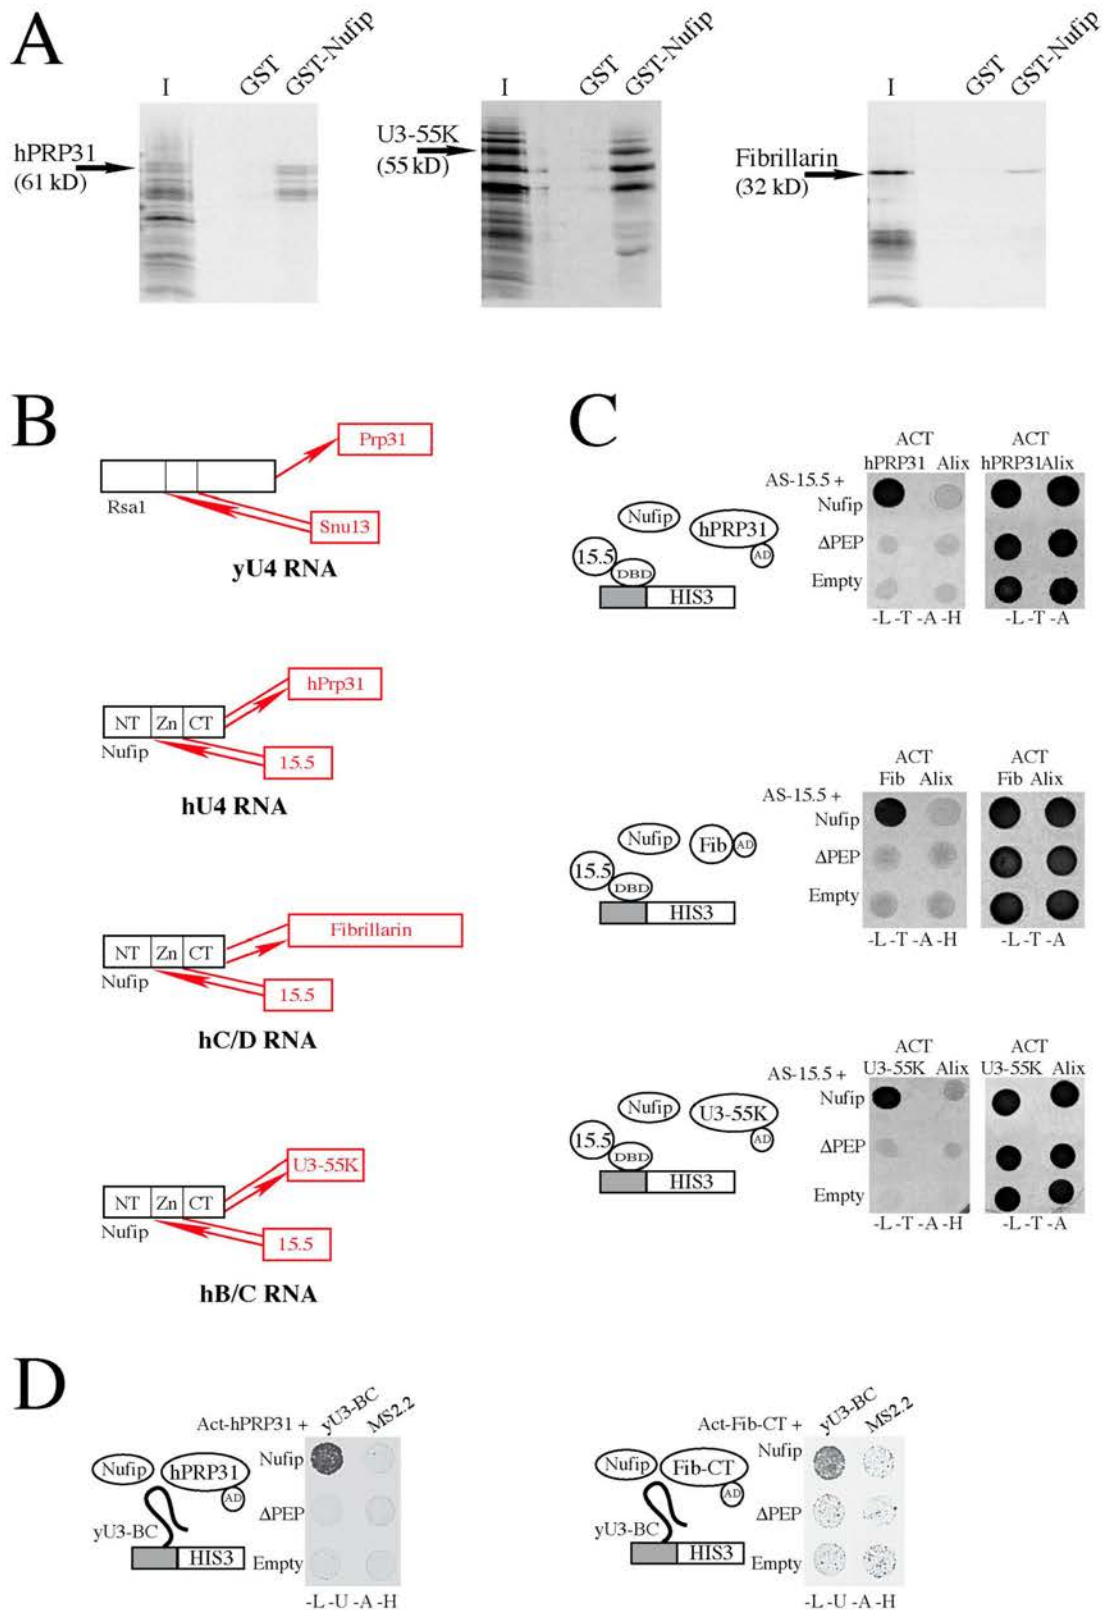 A
I GST GST-Nufip
hPRP31
(61 kD)
I GST GST-Nufip
U3-55K
(55 kD)
I GST GST-Nufip
Fibrillarin
(32 kD)
B
Prp31
Rsa1
Snu13
yU4 RNA
hPrp31
NT Zn CT
Nufip
15.5
hU4 RNA
Fibrillarin
NT Zn CT
Nufip
15.5
hC/D RNA
U3-55K
NT Zn CT
Nufip
15.5
hB/C RNA
C
ACT ACT
hPRP31 Alix hPRP31 Alix
AS-15.5 +
Nufip
ΔPEP
Empty
-L -T -A -H -L -T -A
Nufip hPRP31
15.5 AD
DBD
HIS3
ACT ACT
Fib Alix Fib Alix
AS-15.5 +
Nufip
ΔPEP
Empty
-L -T -A -H -L -T -A
Nufip Fib AD
15.5
DBD
HIS3
ACT ACT
U3-55K Alix U3-55K Alix
AS-15.5 +
Nufip
ΔPEP
Empty
-L -T -A -H -L -T -A
Nufip U3-55K
15.5 AD
DBD
HIS3
D
Act-hPRP31 + yU3-BC MS2.2
Nufip
ΔPEP
Empty
-L -U -A -H
Nufip hPRP31
AD
yU3-BC
HIS3
Act-Fib-CT + yU3-BC MS2.2
Nufip
ΔPEP
Empty
-L -U -A -H
Nufip Fib-CT
AD
yU3-BC
HIS3